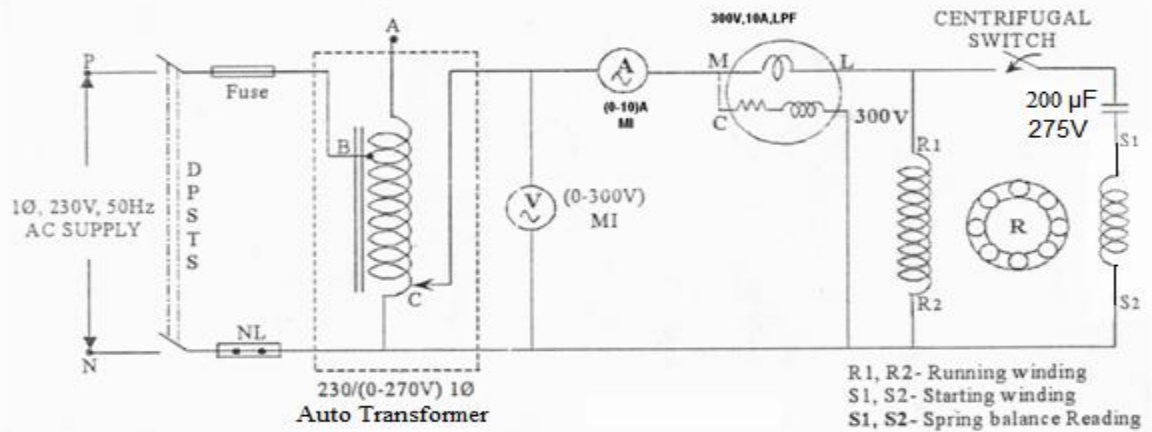 300V,10A,LPF
CENTRIFUGAL
SWITCH
A
P
Fuse
A
M
L
(0-10)A
MI
C
300V
200 µF
275V
S1
B
R1
D
P
S
T
S
1Ø, 230V, 50Hz
AC SUPPLY
V
(0-300V)
MI
R
C
R2
S2
NL
N
230/(0-270V) 1Ø
Auto Transformer
R1, R2- Running winding
S1, S2- Starting winding
S1, S2- Spring balance Reading